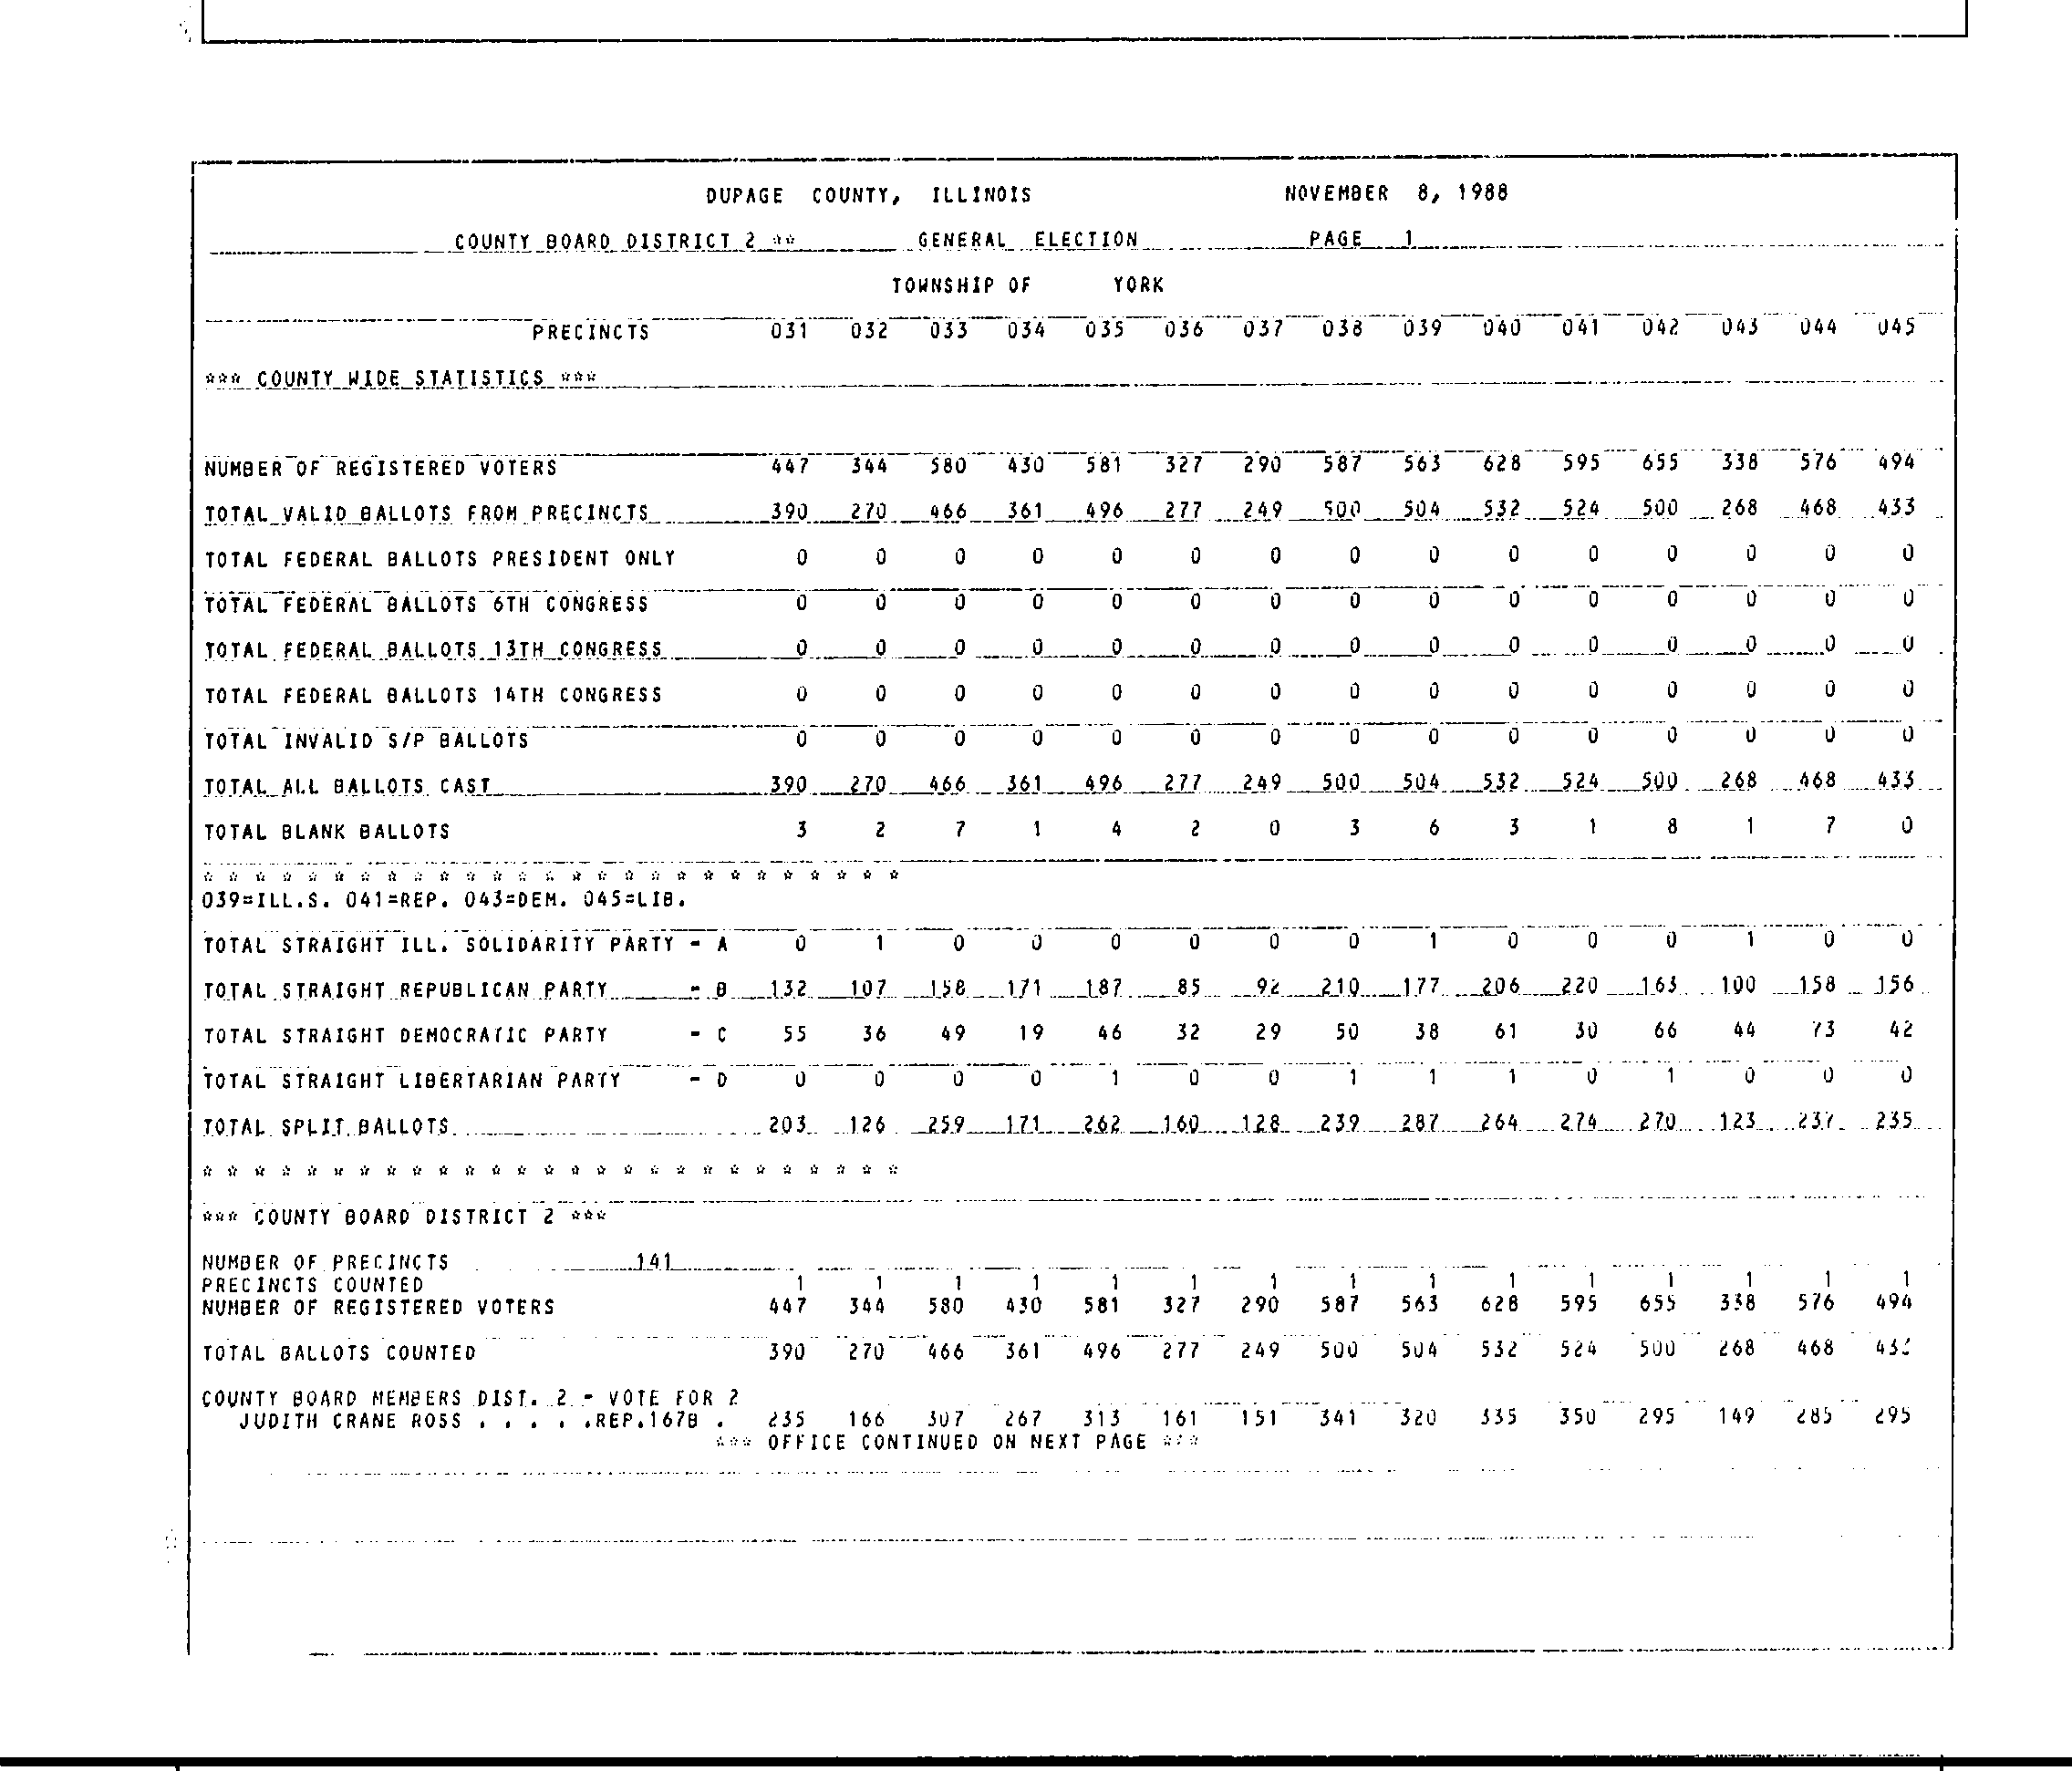 DUPAGE COUNTY, ILLINOIS NOVEMBER 8, 1988
COUNTY BOARD DISTRICT 2 ** GENERAL ELECTION PAGE 1
TOWNSHIP OF YORK
PRECINCTS 031 032 033 034 035 036 037 038 039 040 041 042 043 044 045
*** COUNTY WIDE STATISTICS ***
NUMBER OF REGISTERED VOTERS 447 344 580 430 581 327 290 587 563 628 595 655 338 576 494
TOTAL VALID BALLOTS FROM PRECINCTS 390 270 466 361 496 277 249 500 504 532 524 500 268 468 433
TOTAL FEDERAL BALLOTS PRESIDENT ONLY 0 0 0 0 0 0 0 0 0 0 0 0 0 0 0
TOTAL FEDERAL BALLOTS 6TH CONGRESS 0 0 0 0 0 0 0 0 0 0 0 0 0 0 0
TOTAL FEDERAL BALLOTS 13TH CONGRESS 0 0 0 0 0 0 0 0 0 0 0 0 0 0 0
TOTAL FEDERAL BALLOTS 14TH CONGRESS 0 0 0 0 0 0 0 0 0 0 0 0 0 0 0
TOTAL INVALID S/P BALLOTS 0 0 0 0 0 0 0 0 0 0 0 0 0 0 0
TOTAL ALL BALLOTS CAST 390 270 466 361 496 277 249 500 504 532 524 500 268 468 433
TOTAL BLANK BALLOTS 3 2 7 1 4 2 0 3 6 3 1 8 1 7 0
* * * * * * * * * * * * * * * * * * * * * * * * * * *
039=ILL.S. 041=REP. 043=DEM. 045=LIB.
TOTAL STRAIGHT ILL. SOLIDARITY PARTY - A 0 1 0 0 0 0 0 0 1 0 0 0 1 0 0
TOTAL STRAIGHT REPUBLICAN PARTY - B 132 107 158 171 187 85 92 210 177 206 220 163 100 158 156
TOTAL STRAIGHT DEMOCRATIC PARTY - C 55 36 49 19 46 32 29 50 38 61 30 66 44 73 42
TOTAL STRAIGHT LIBERTARIAN PARTY - D 0 0 0 0 1 0 0 1 1 1 0 1 0 0 0
TOTAL SPLIT BALLOTS 203 126 259 171 262 160 128 239 287 264 274 270 123 237 235
* * * * * * * * * * * * * * * * * * * * * * * * * * *
*** COUNTY BOARD DISTRICT 2 ***
NUMBER OF PRECINCTS 141
PRECINCTS COUNTED 1 1 1 1 1 1 1 1 1 1 1 1 1 1 1
NUMBER OF REGISTERED VOTERS 447 344 580 430 581 327 290 587 563 628 595 655 338 576 494
TOTAL BALLOTS COUNTED 390 270 466 361 496 277 249 500 504 532 524 500 268 468 433
COUNTY BOARD MEMBERS DIST. 2 - VOTE FOR 2
JUDITH CRANE ROSS . . . . .REP.167B . 235 166 307 267 313 161 151 341 320 335 350 295 149 285 295
*** OFFICE CONTINUED ON NEXT PAGE ***